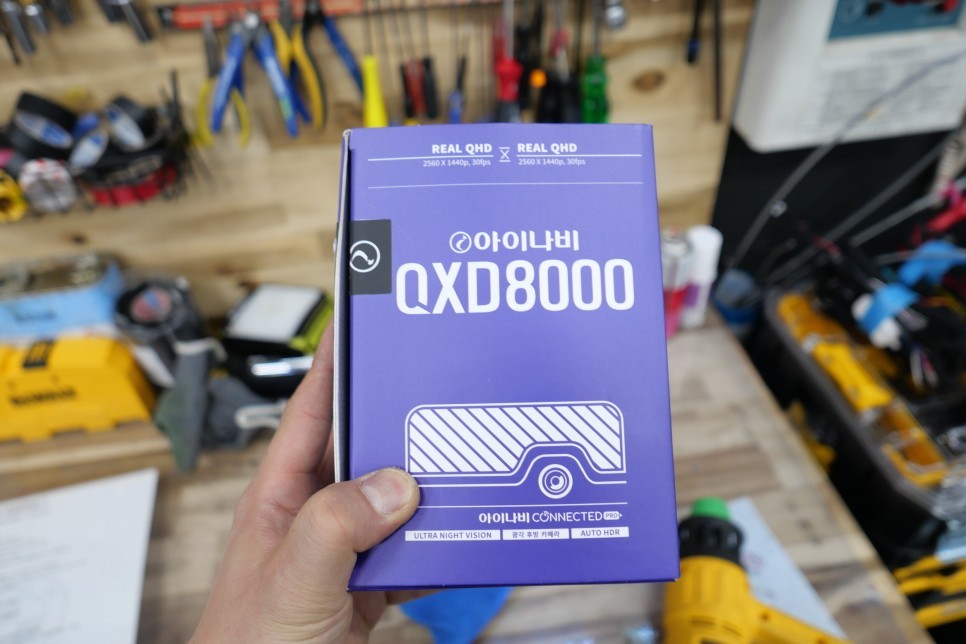 REAL QHD X REAL QHD
2560 X 1440p, 30fps 2560 X 1440p, 30fps
아이나비
QXD8000
아이나비 CONNECTED PRO+
ULTRA NIGHT VISION 광각 후방 카메라 AUTO HDR
DEWALT